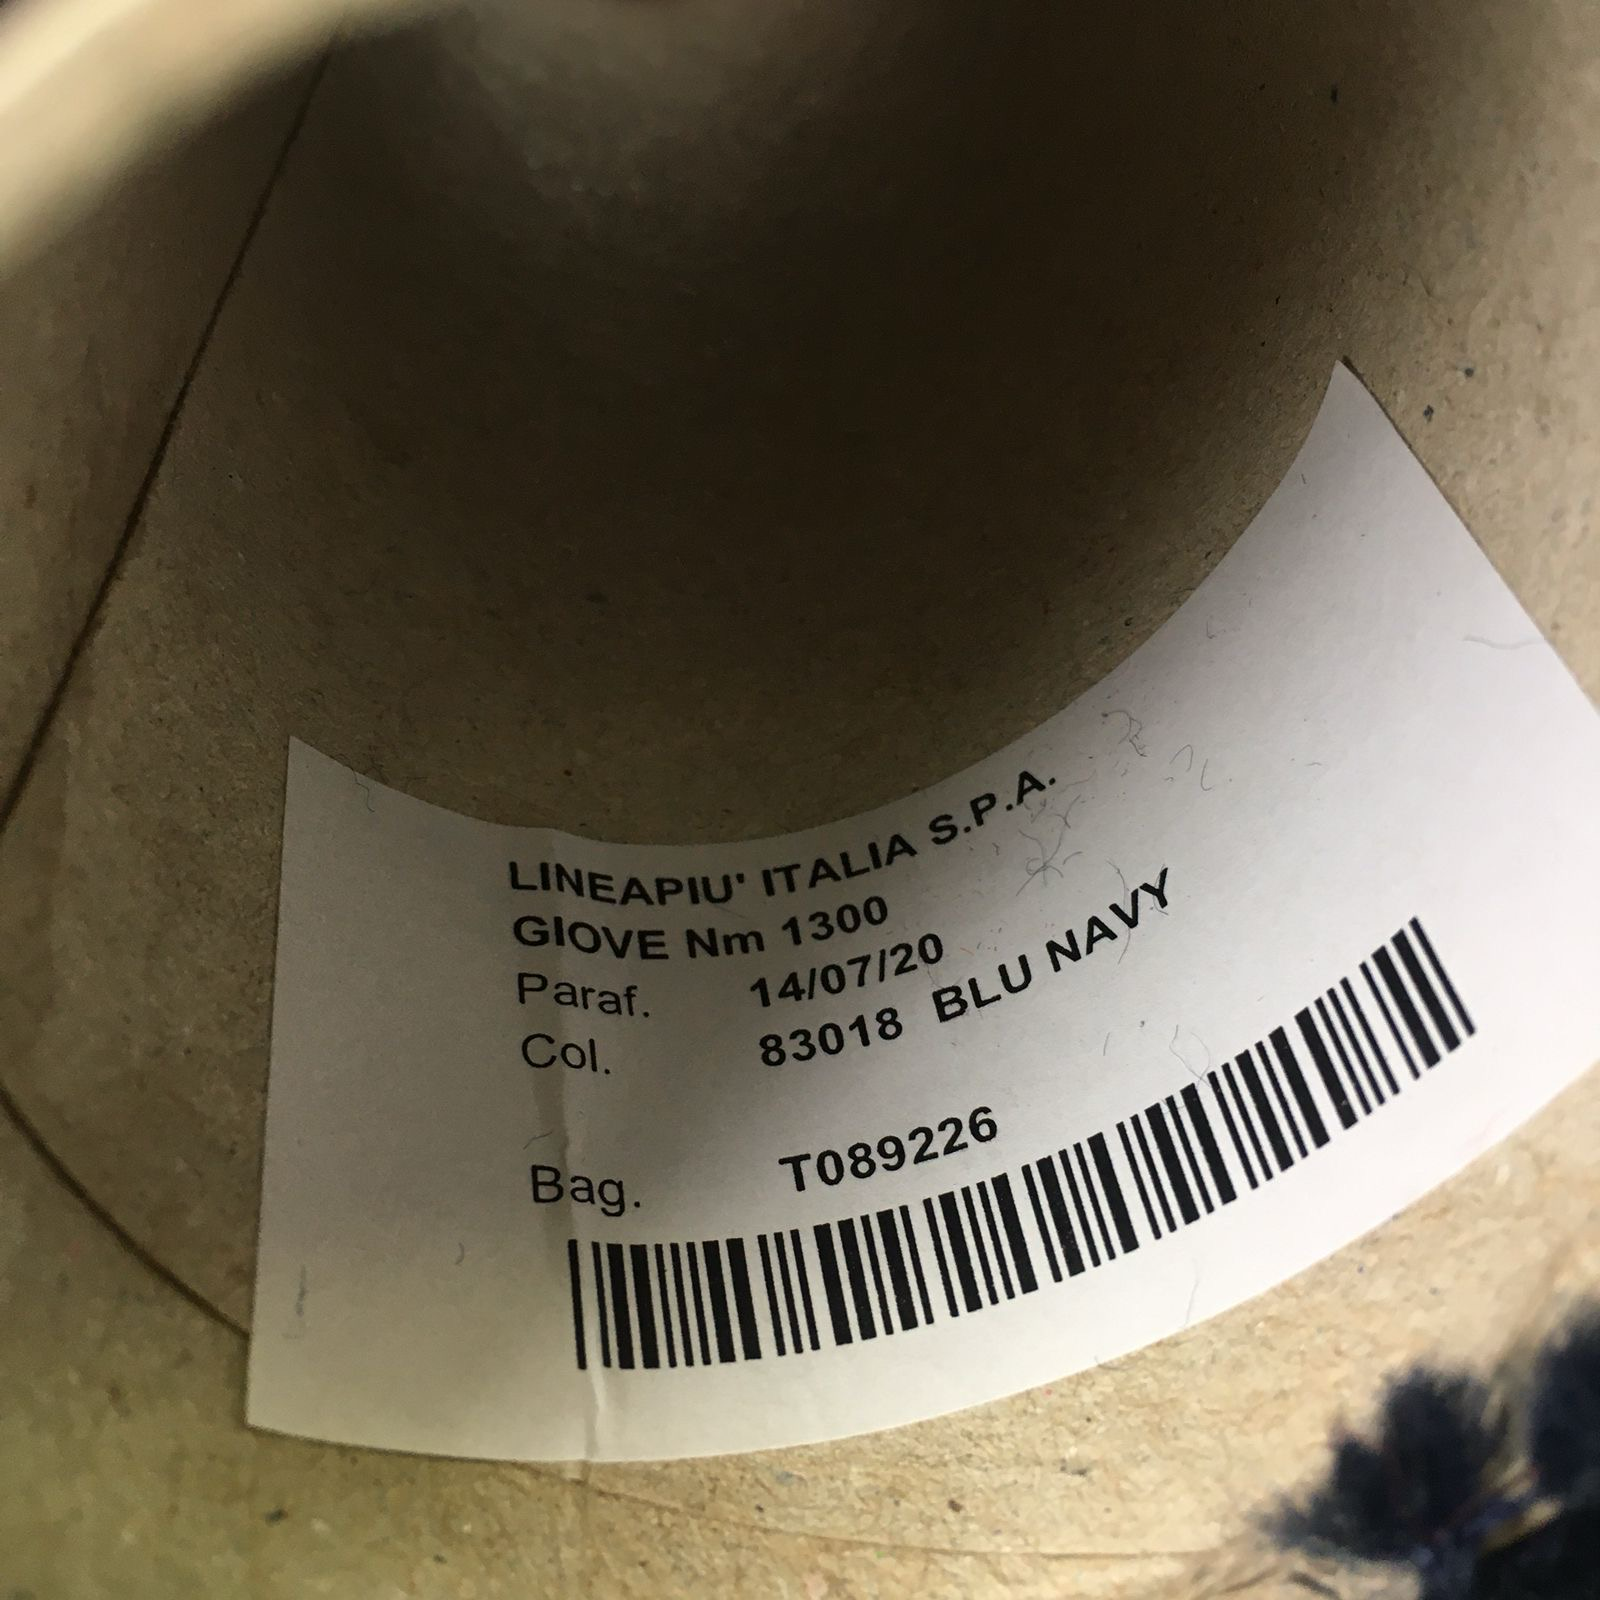 LINEAPIU' ITALIA S.P.A.
GIOVE Nm 1300
Paraf. 14/07/20
Col. 83018 BLU NAVY
Bag. T089226